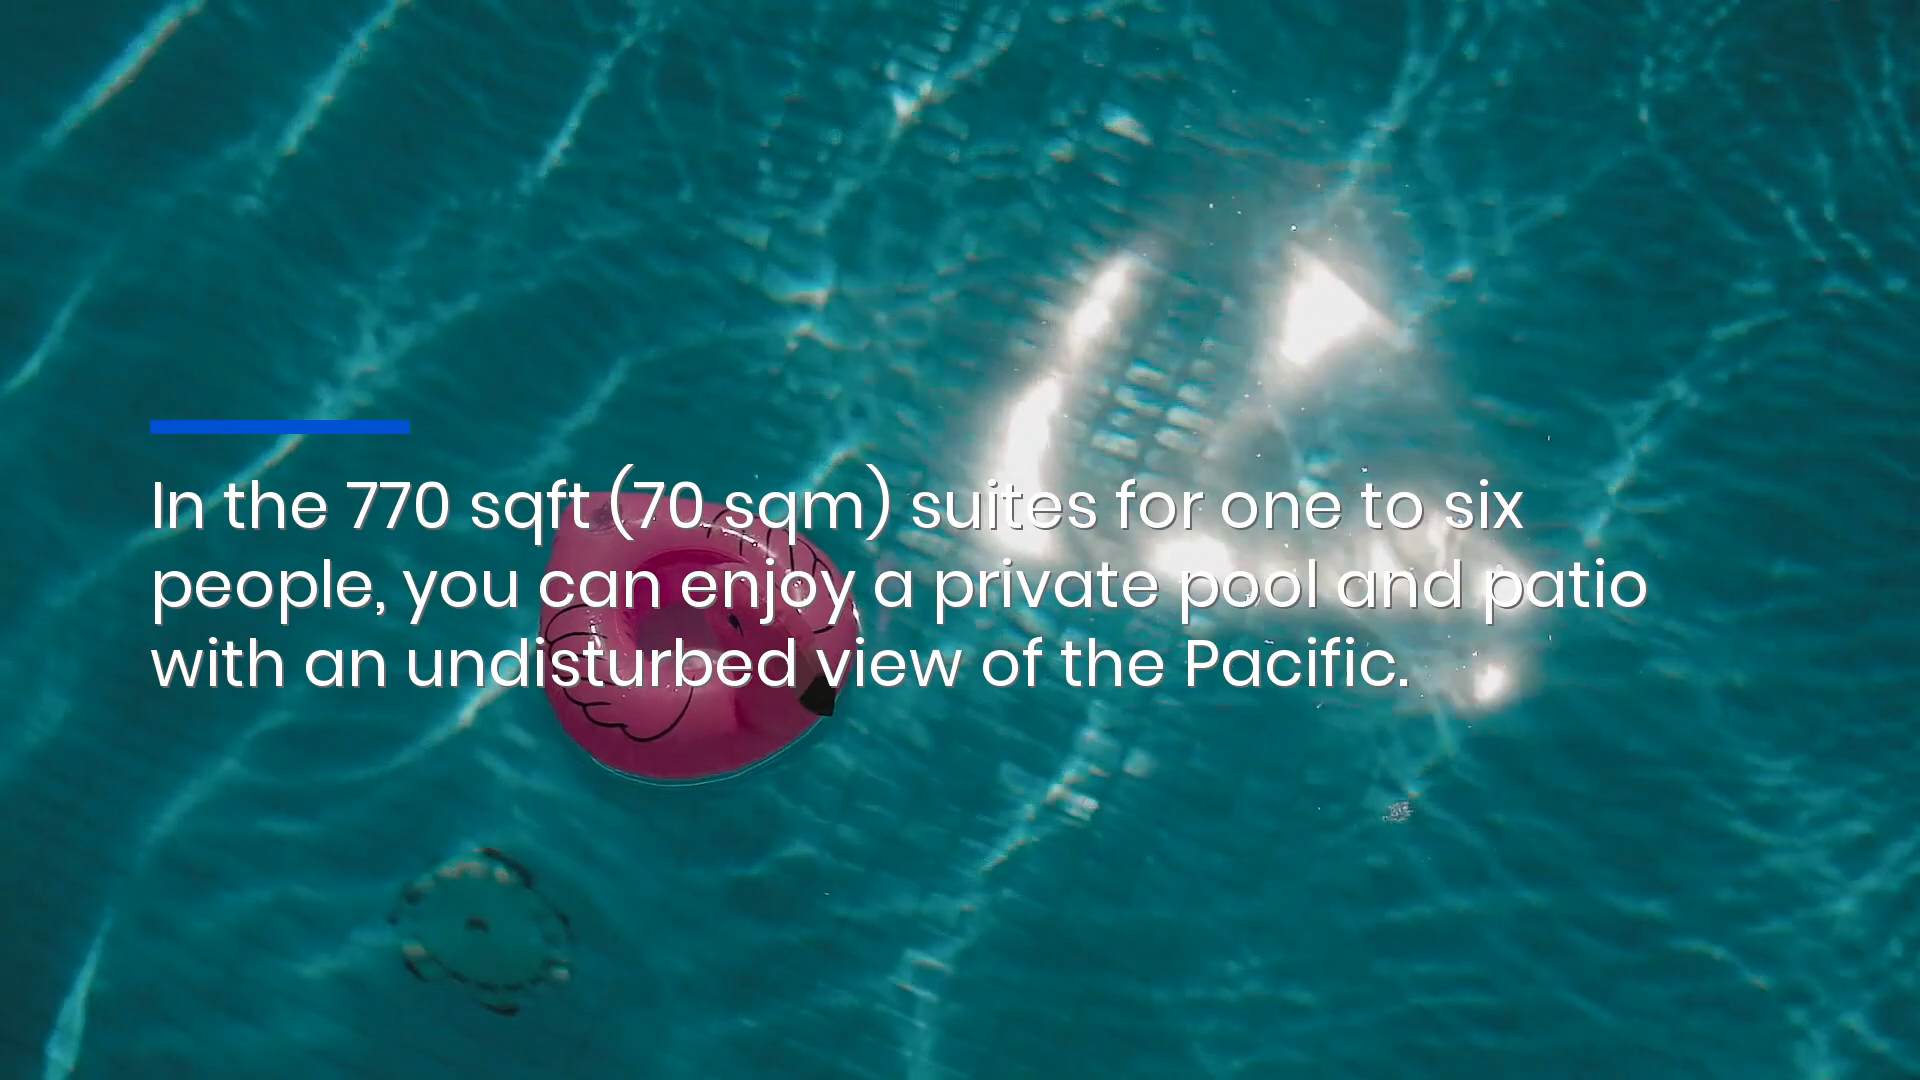 In the 770 sqft (70 sqm) suites for one to six
people, you can enjoy a private pool and patio
with an undisturbed view of the Pacific.